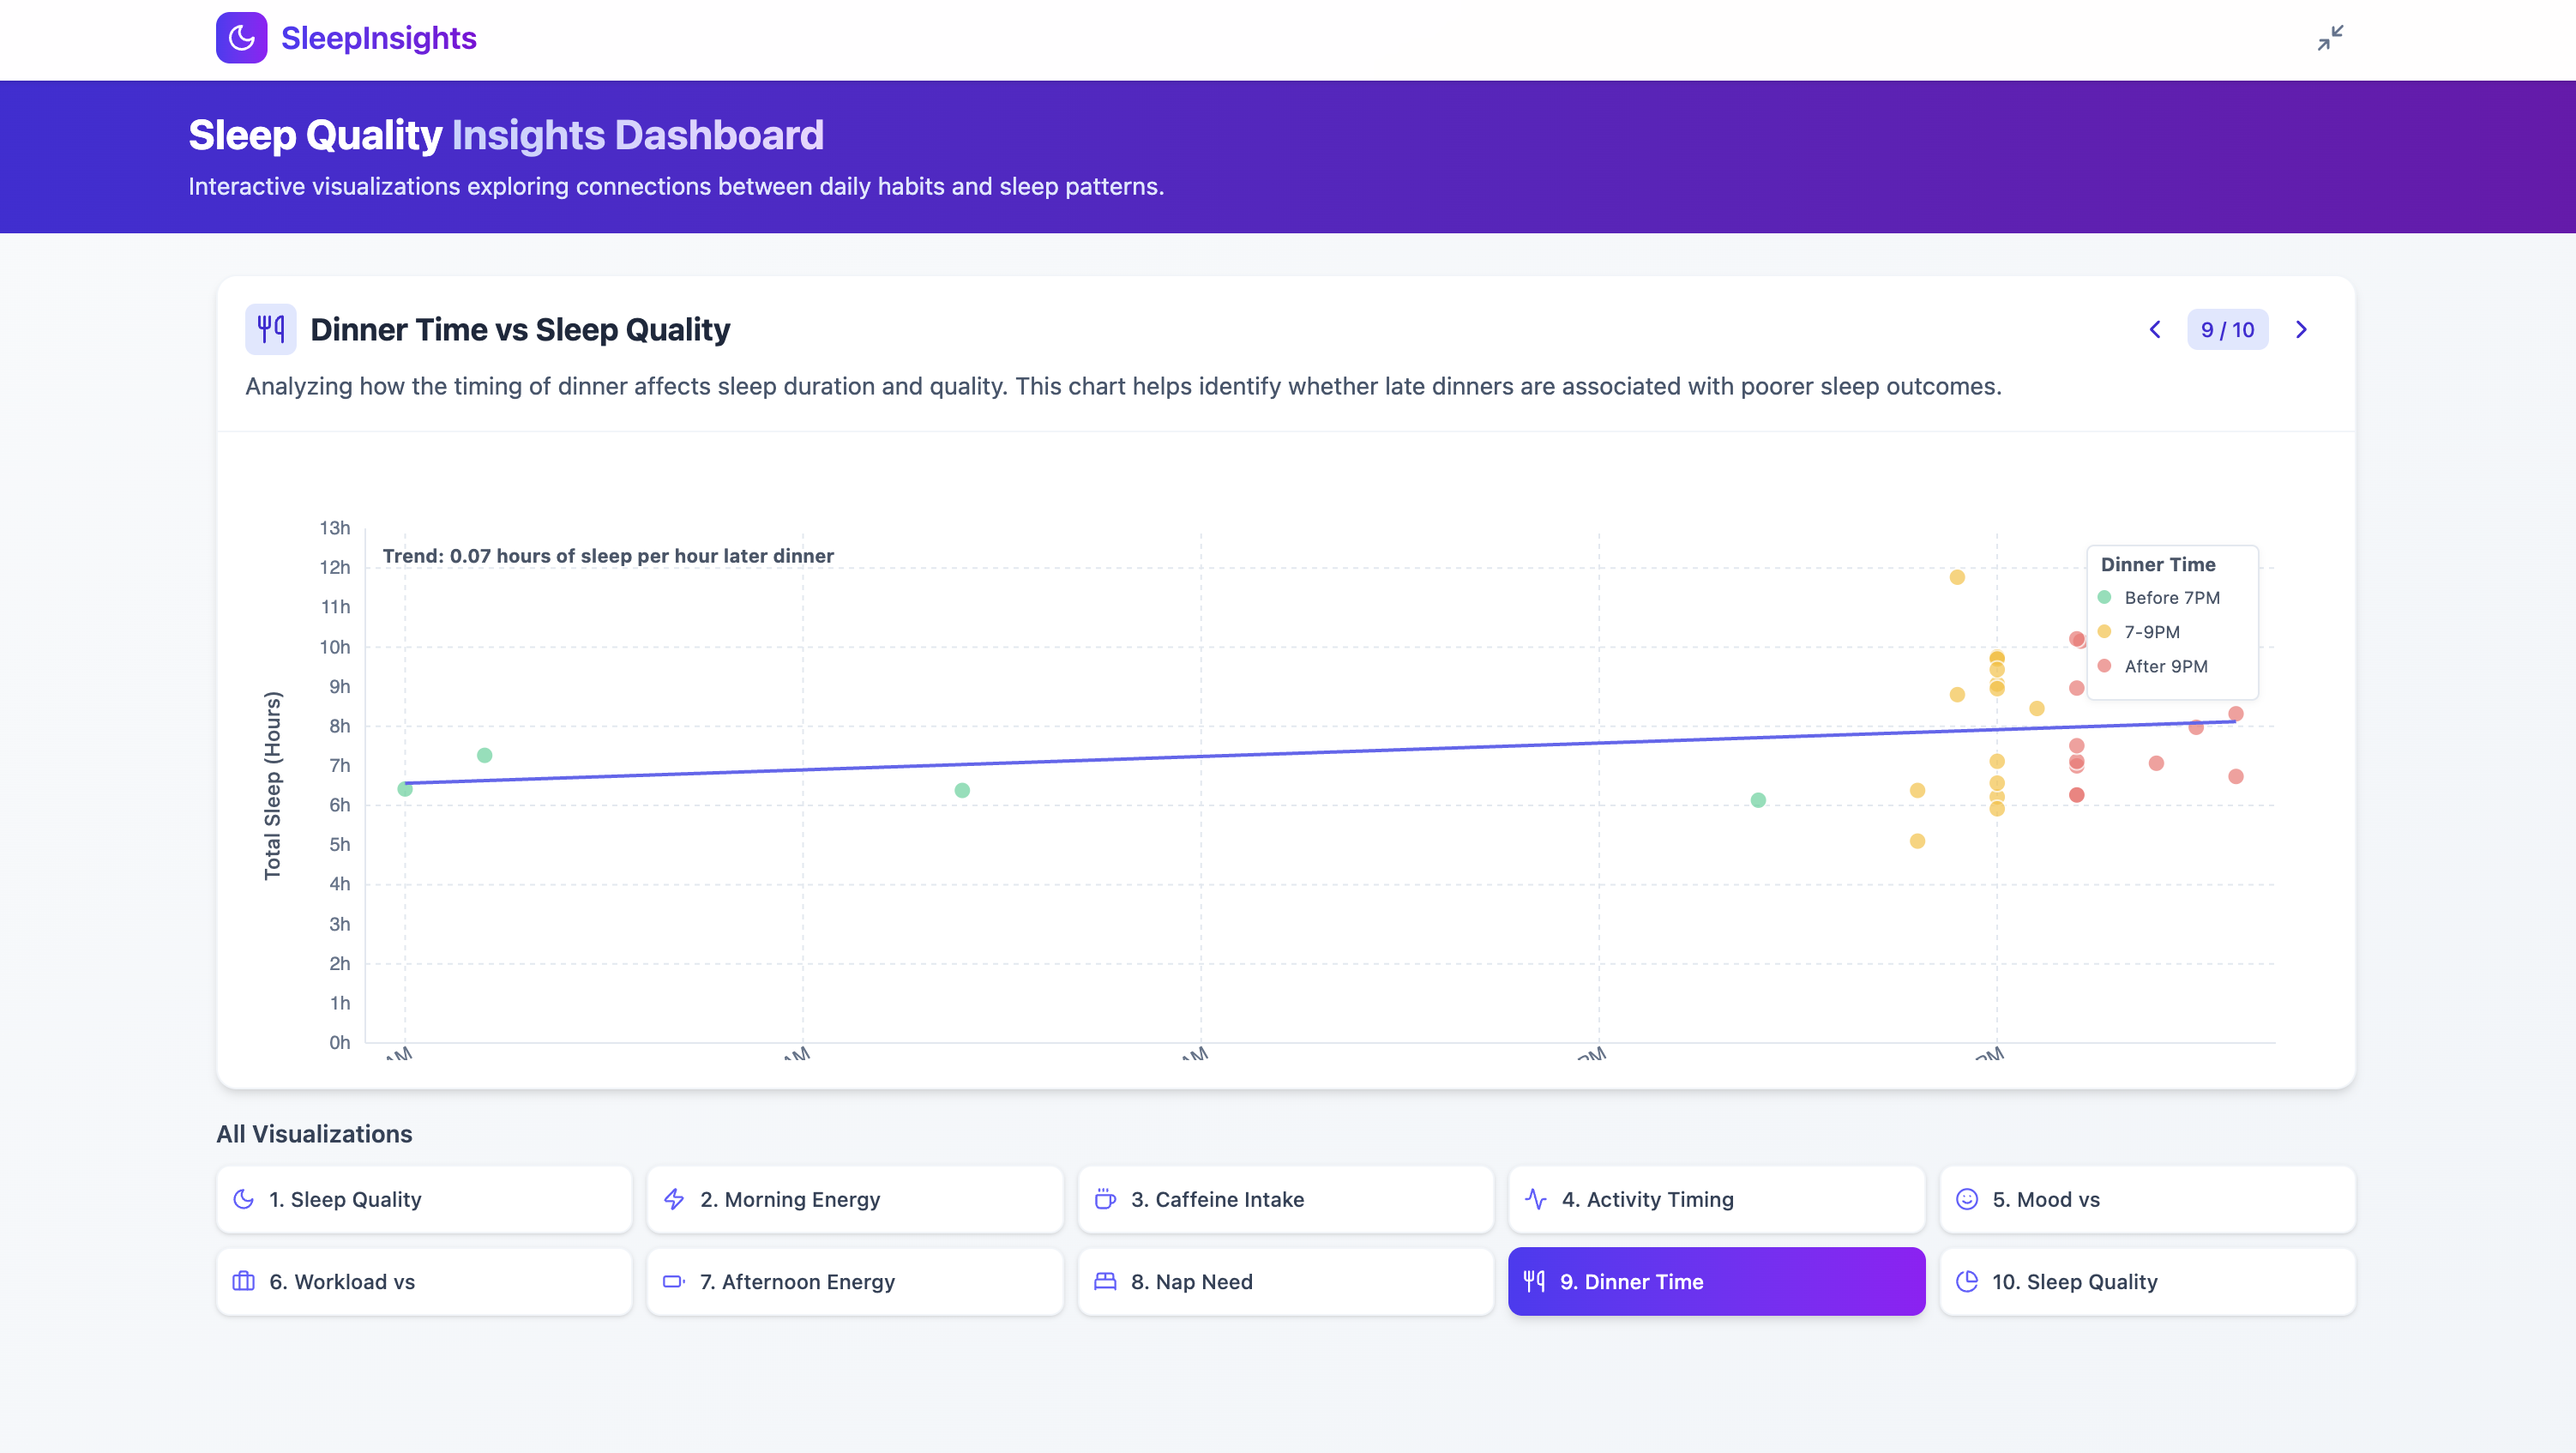 SleepInsights
Sleep Quality Insights Dashboard
Interactive visualizations exploring connections between daily habits and sleep patterns.
Dinner Time vs Sleep Quality
9 / 10
Analyzing how the timing of dinner affects sleep duration and quality. This chart helps identify whether late dinners are associated with poorer sleep outcomes.
Trend: 0.07 hours of sleep per hour later dinner
Dinner Time
Before 7PM
7-9PM
After 9PM
Total Sleep (Hours)
13h
12h
11h
10h
9h
8h
7h
6h
5h
4h
3h
2h
1h
0h
AM
AM
AM
PM
PM
All Visualizations
1. Sleep Quality
2. Morning Energy
3. Caffeine Intake
4. Activity Timing
5. Mood vs
6. Workload vs
7. Afternoon Energy
8. Nap Need
9. Dinner Time
10. Sleep Quality